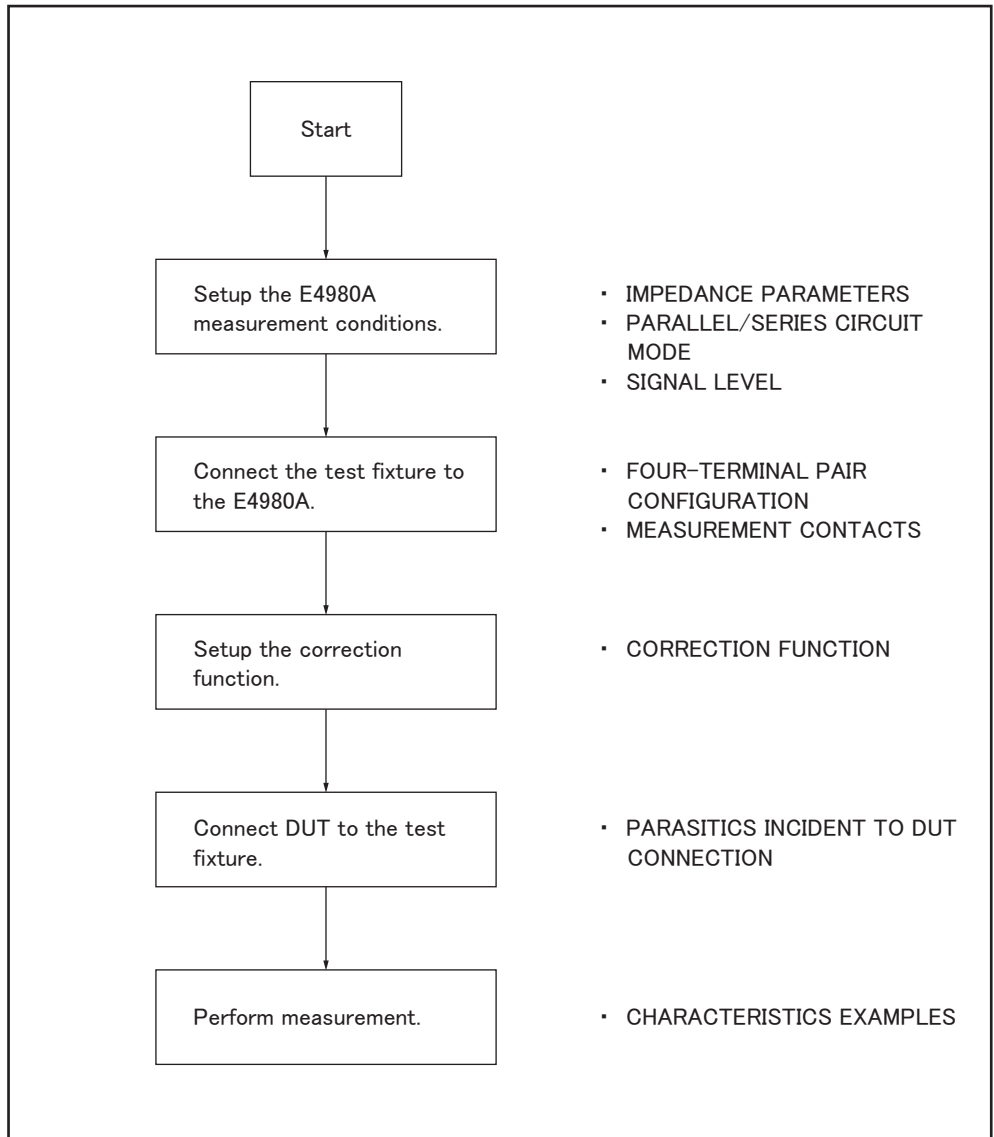 Start
Setup the E4980A
measurement conditions.
・ IMPEDANCE PARAMETERS
・ PARALLEL/SERIES CIRCUIT
MODE
・ SIGNAL LEVEL
Connect the test fixture to
the E4980A.
・ FOUR-TERMINAL PAIR
CONFIGURATION
・ MEASUREMENT CONTACTS
Setup the correction
function.
・ CORRECTION FUNCTION
Connect DUT to the test
fixture.
・ PARASITICS INCIDENT TO DUT
CONNECTION
Perform measurement.
・ CHARACTERISTICS EXAMPLES